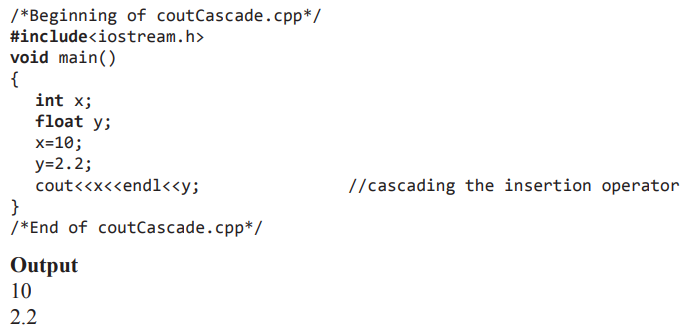 /*Beginning of coutCascade.cpp*/
#include<iostream.h>
void main()
{
int x;
float y;
x=10;
y=2.2;
cout<<x<<endl<<y; //cascading the insertion operator
}
/*End of coutCascade.cpp*/
Output
10
2.2